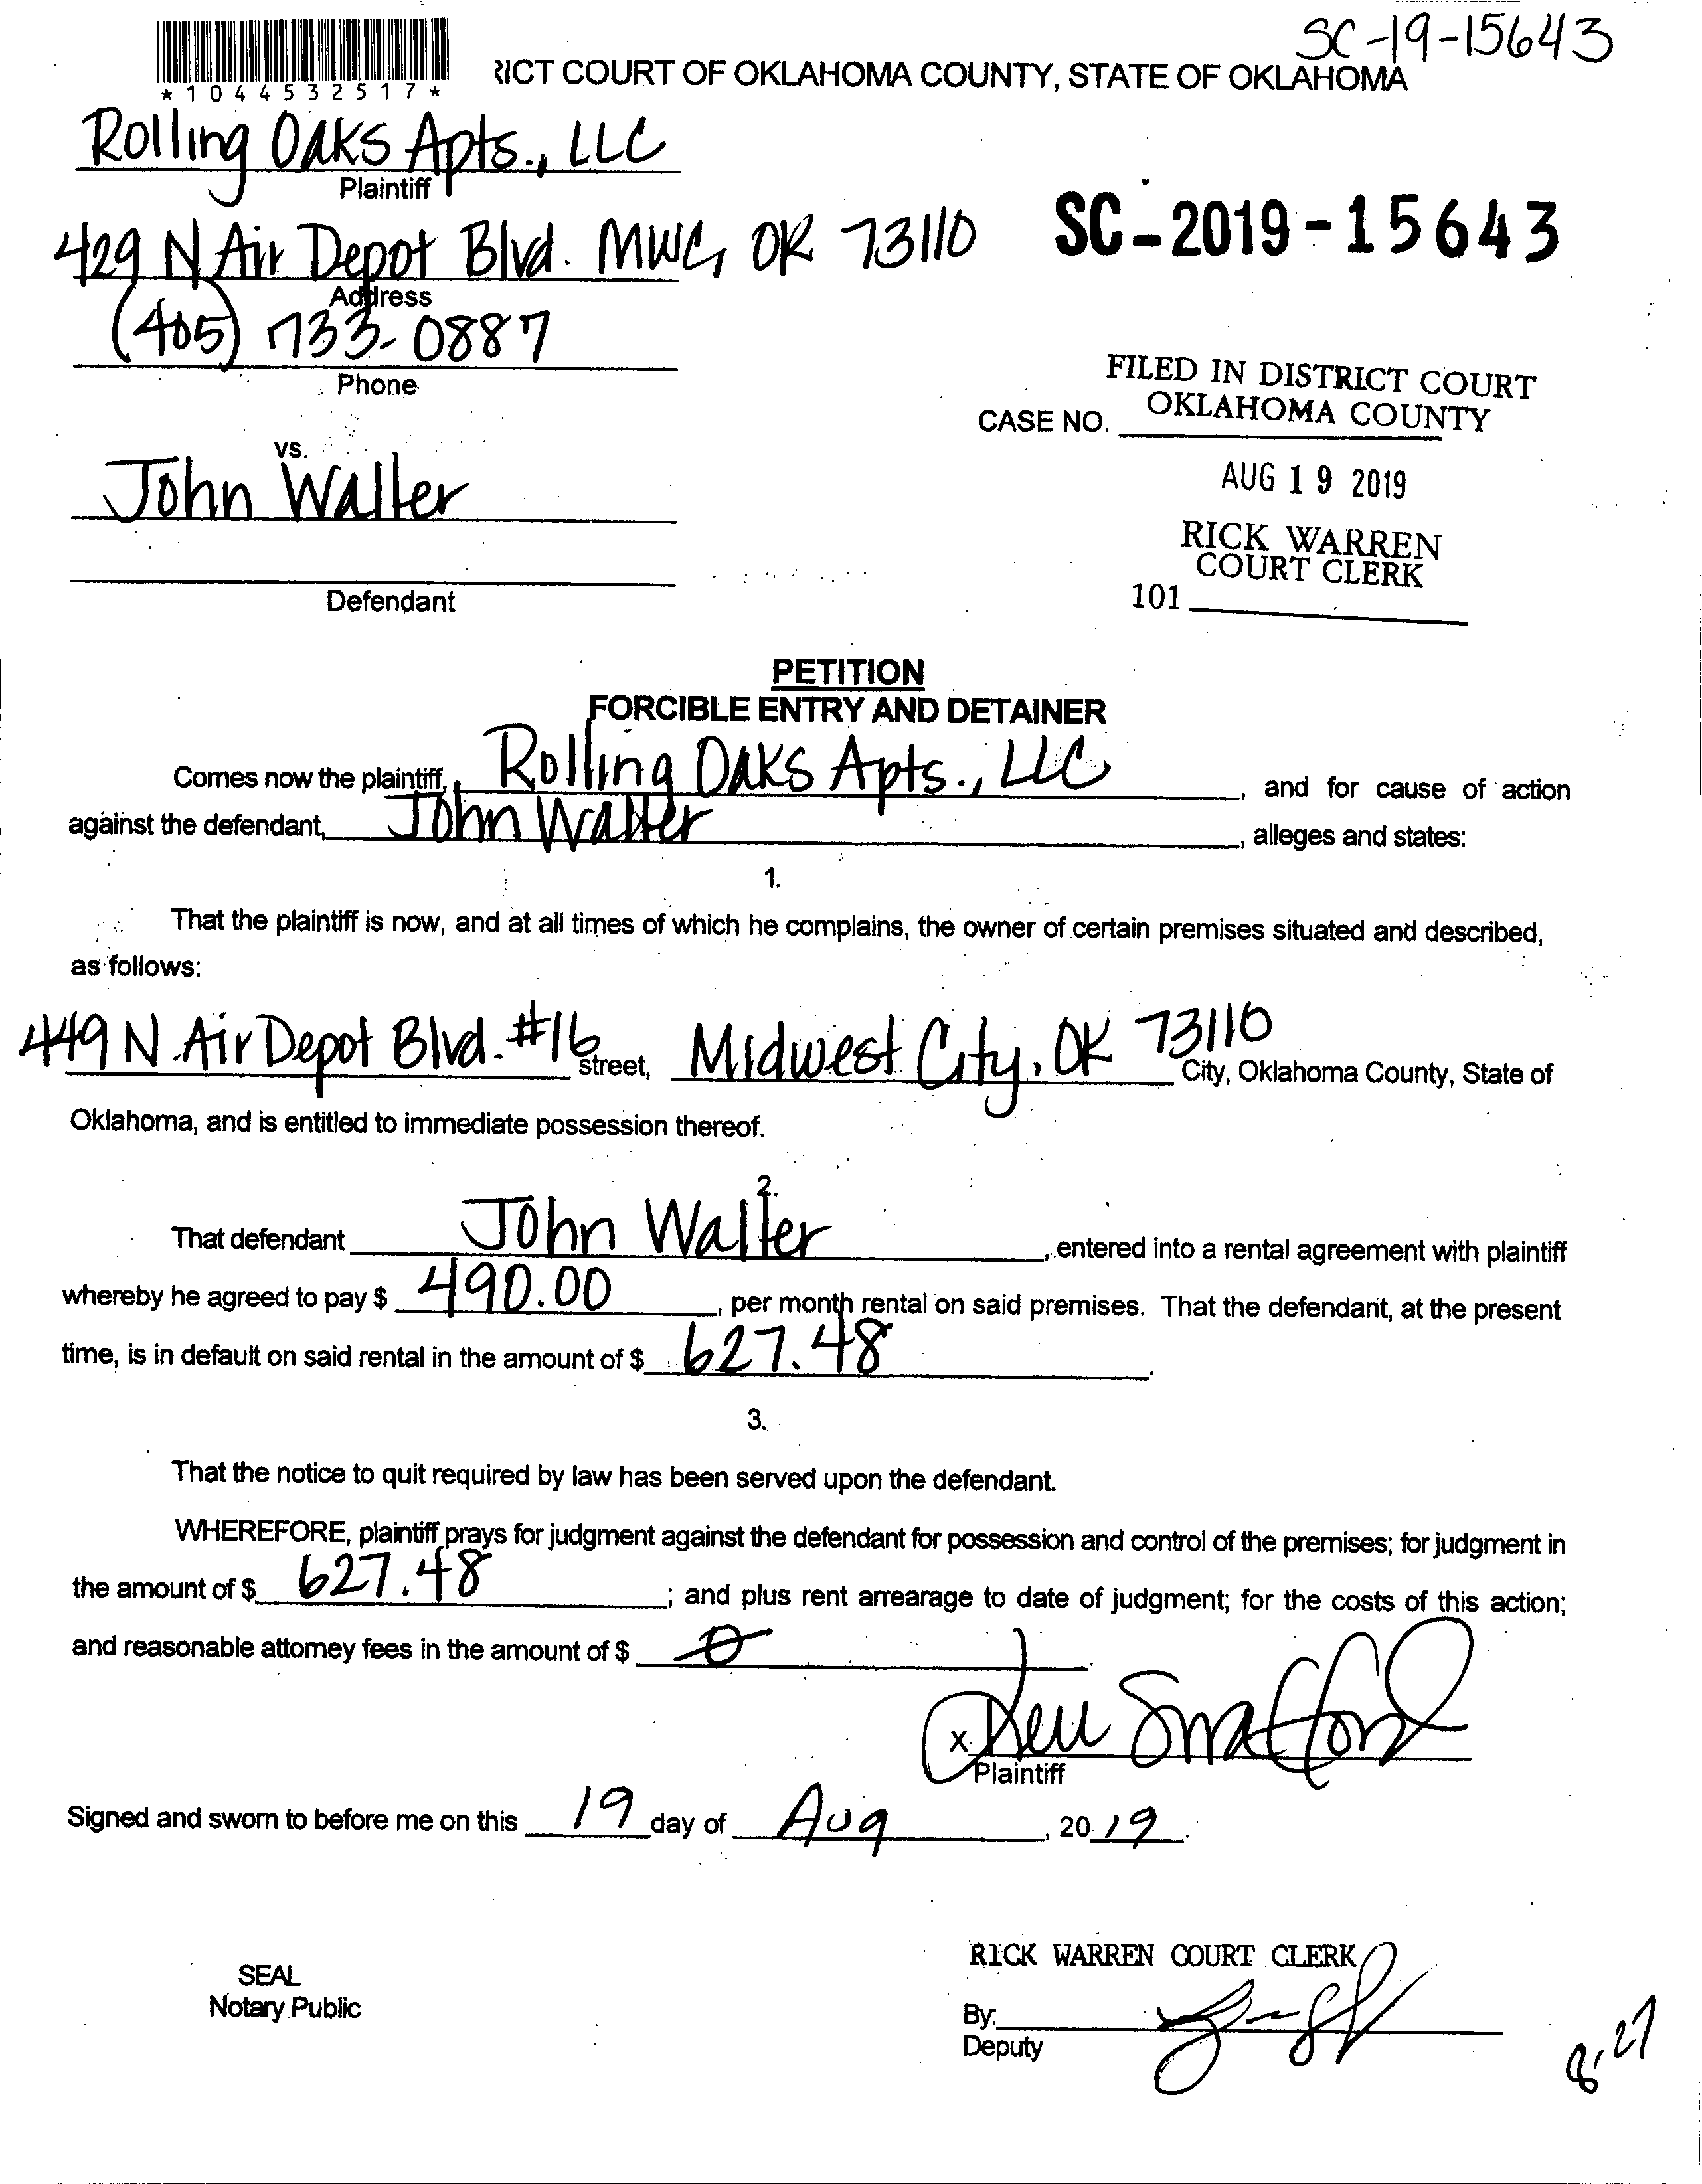 SC-19-15643
*1044532517*
RICT COURT OF OKLAHOMA COUNTY, STATE OF OKLAHOMA
Rolling Oaks Apts., LLC
Plaintiff
SC-2019-15643
429 N Air Depot Blvd. MWC, OK 73110
Address
(405) 733-0887
Phone
FILED IN DISTRICT COURT
OKLAHOMA COUNTY
CASE NO.
vs.
AUG 19 2019
John Walter
RICK WARREN
COURT CLERK
101
Defendant
PETITION
FORCIBLE ENTRY AND DETAINER
Comes now the plaintiff, Rolling Oaks Apts., LLC, and for cause of action
against the defendant, John Walter, alleges and states:
1.
That the plaintiff is now, and at all times of which he complains, the owner of certain premises situated and described,
as follows:
449 N. Air Depot Blvd. #16 street, Midwest City, OK 73110 City, Oklahoma County, State of
Oklahoma, and is entitled to immediate possession thereof.
2.
That defendant John Walter, entered into a rental agreement with plaintiff
whereby he agreed to pay $ 490.00, per month rental on said premises. That the defendant, at the present
time, is in default on said rental in the amount of $ 627.48.
3.
That the notice to quit required by law has been served upon the defendant.
WHEREFORE, plaintiff prays for judgment against the defendant for possession and control of the premises; for judgment in
the amount of $ 627.48; and plus rent arrearage to date of judgment; for the costs of this action;
and reasonable attorney fees in the amount of $ 0.
x
Plaintiff
Signed and sworn to before me on this 19 day of Aug, 2019.
RICK WARREN COURT CLERK
SEAL
Notary Public
By:
Deputy
8.27